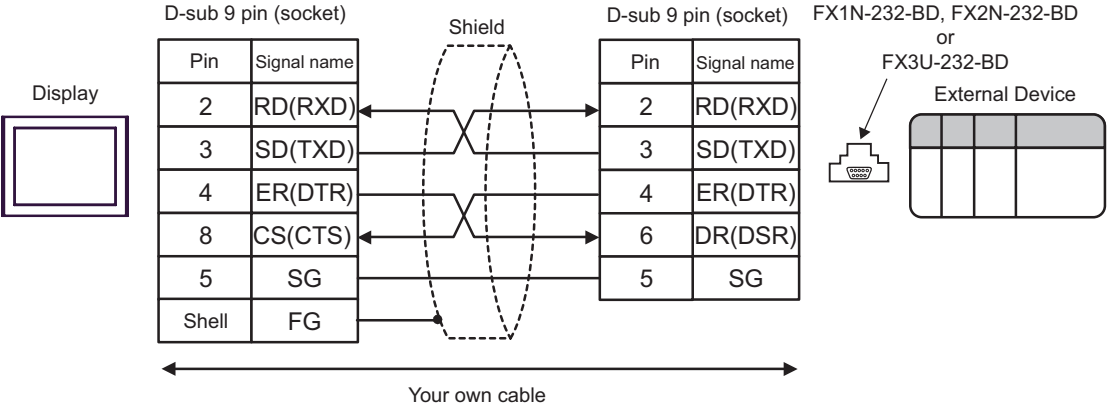 D-sub 9 pin (socket)
Shield
D-sub 9 pin (socket)
FX1N-232-BD, FX2N-232-BD
or
FX3U-232-BD
Display
External Device
Pin Signal name
2 RD(RXD)
3 SD(TXD)
4 ER(DTR)
8 CS(CTS)
5 SG
Shell FG
Pin Signal name
2 RD(RXD)
3 SD(TXD)
4 ER(DTR)
6 DR(DSR)
5 SG
Your own cable